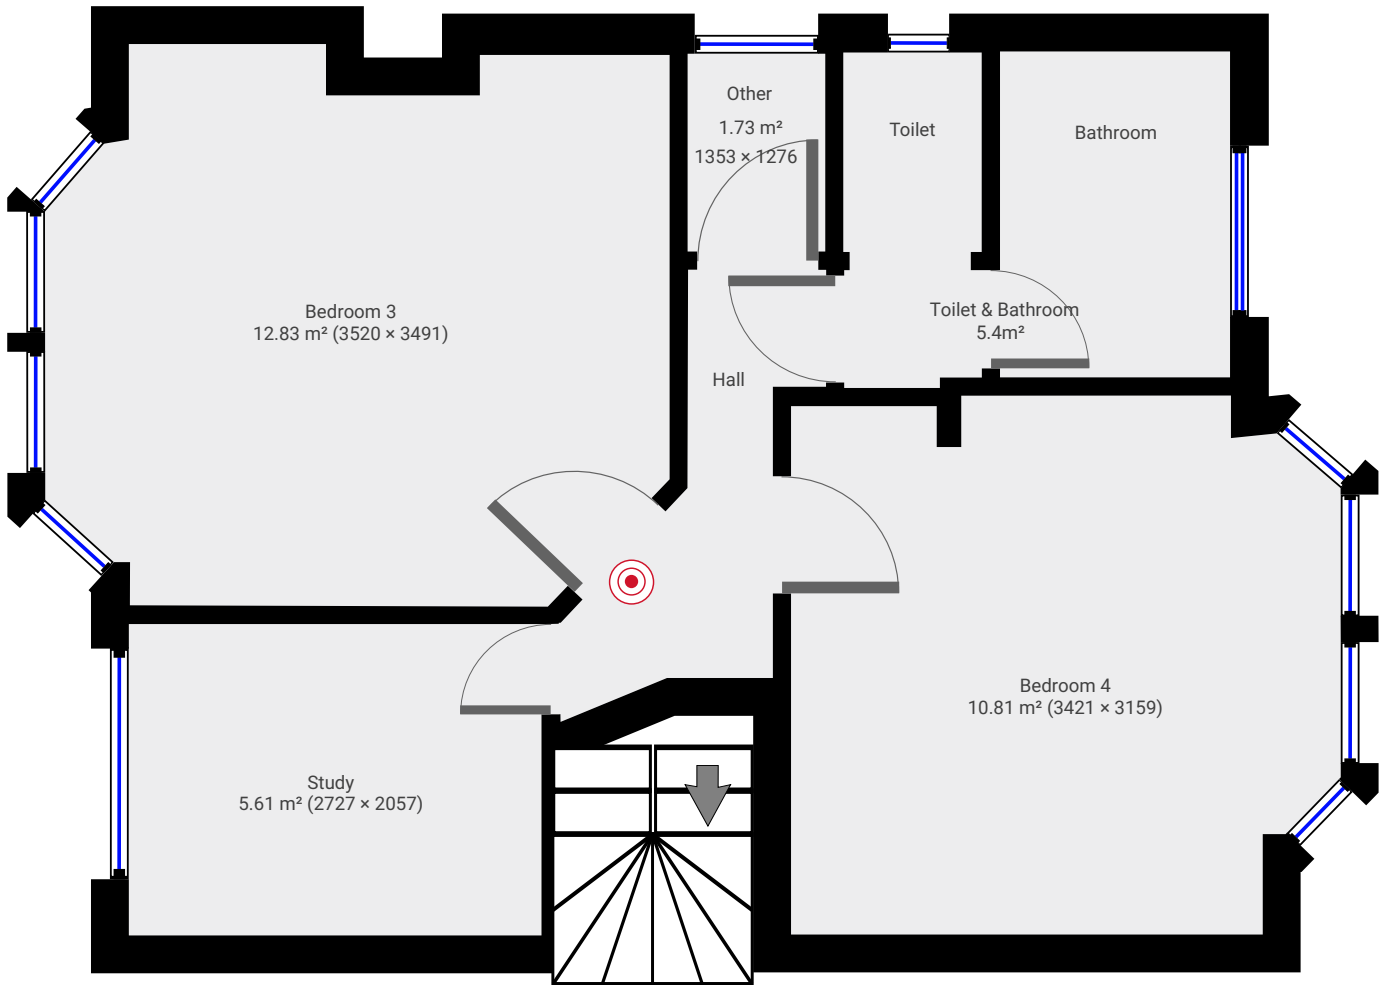 Other
1.73 m²
1353 × 1276
Toilet
Bathroom
Bedroom 3
12.83 m² (3520 × 3491)
Toilet & Bathroom
5.4m²
Hall
Bedroom 4
10.81 m² (3421 × 3159)
Study
5.61 m² (2727 × 2057)